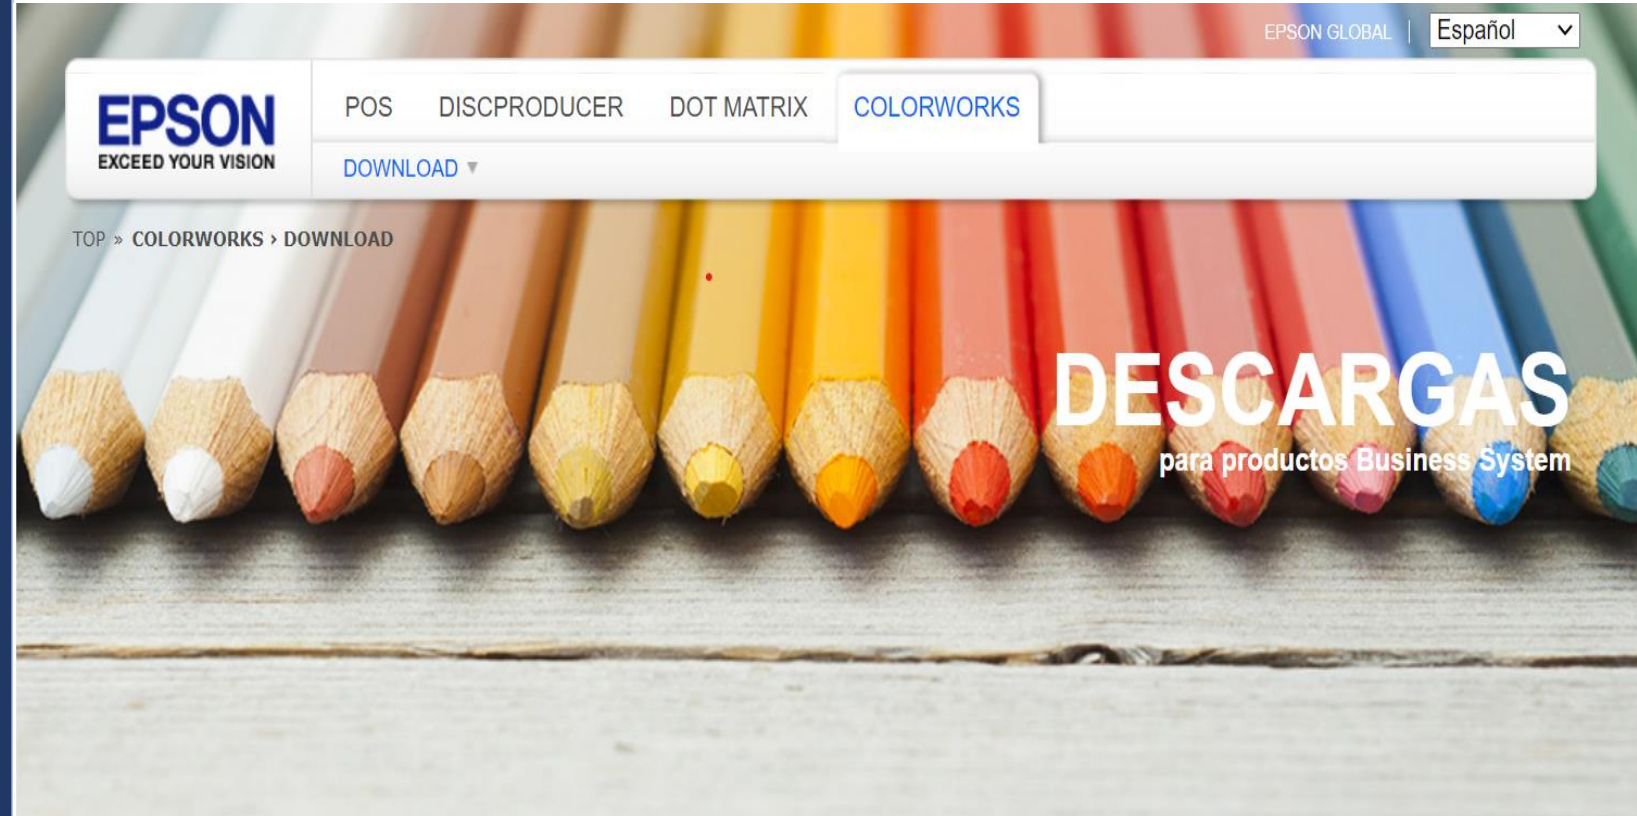 EPSON GLOBAL | Español
EPSON
EXCEED YOUR VISION
POS DISCPRODUCER DOT MATRIX COLORWORKS
DOWNLOAD ▼
TOP » COLORWORKS › DOWNLOAD
DESCARGAS
para productos Business System